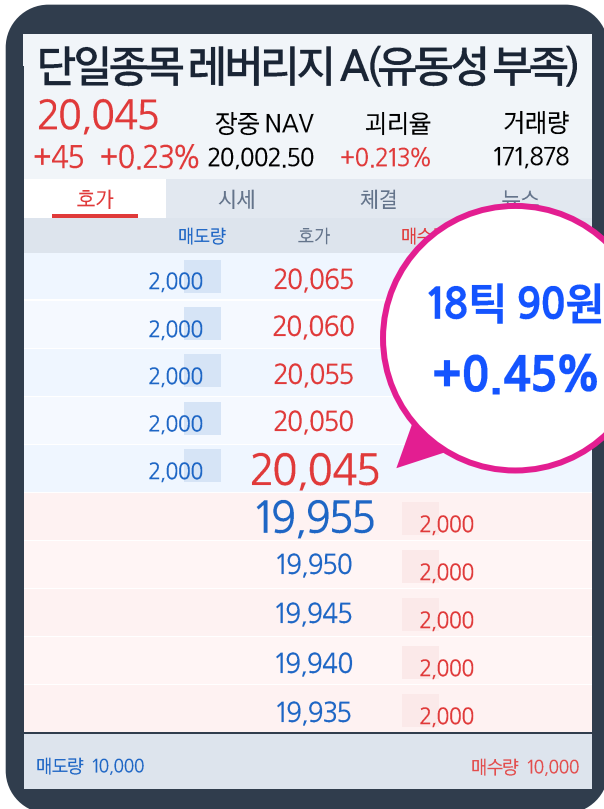 단일종목 레버리지 A(유동성 부족)
20,045 장중 NAV 괴리율 거래량
+45 +0.23% 20,002.50 +0.213% 171,878
호가 시세 체결 뉴스
매도량 호가
18틱 90원
+0.45%
2,000 20,065
2,000 20,060
2,000 20,055
2,000 20,050
2,000 20,045
19,955 2,000
19,950 2,000
19,945 2,000
19,940 2,000
19,935 2,000
매도량 10,000 매수량 10,000